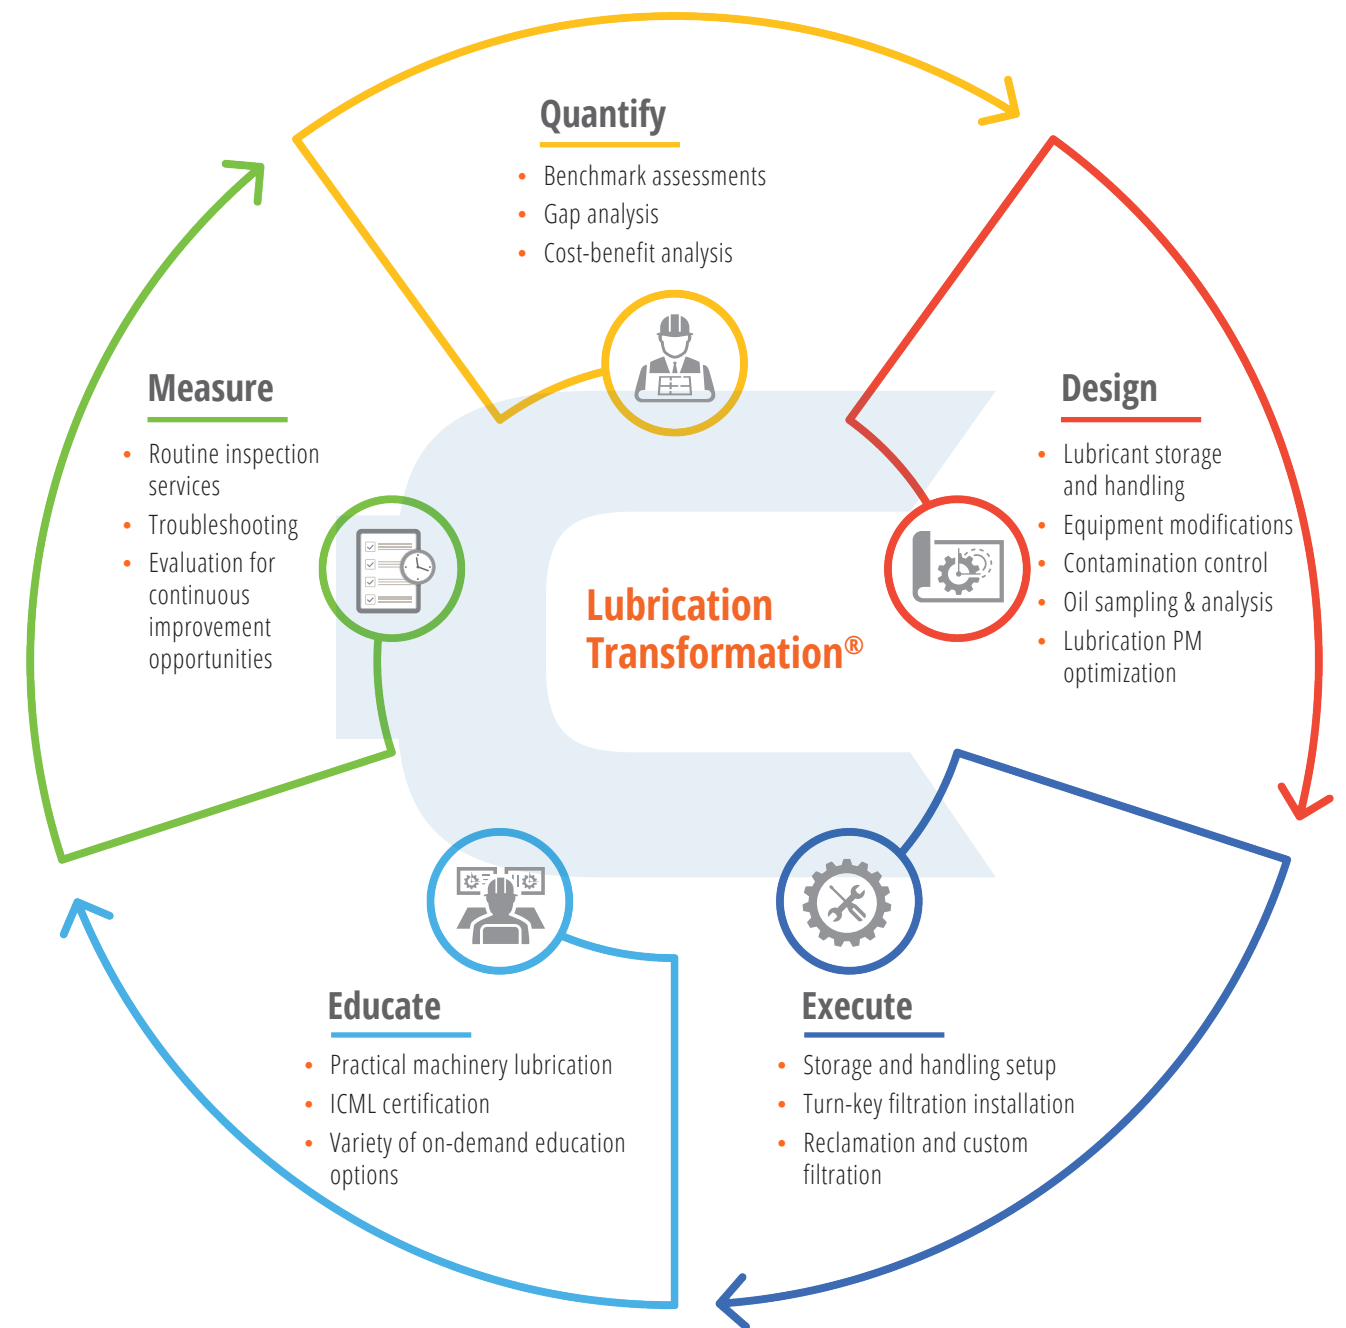 Quantify
• Benchmark assessments
• Gap analysis
• Cost-benefit analysis
Design
• Lubricant storage
and handling
• Equipment modifications
• Contamination control
• Oil sampling & analysis
• Lubrication PM
optimization
Execute
• Storage and handling setup
• Turn-key filtration installation
• Reclamation and custom
filtration
Educate
• Practical machinery lubrication
• ICML certification
• Variety of on-demand education
options
Measure
• Routine inspection
services
• Troubleshooting
• Evaluation for
continuous
improvement
opportunities
Lubrication
Transformation®